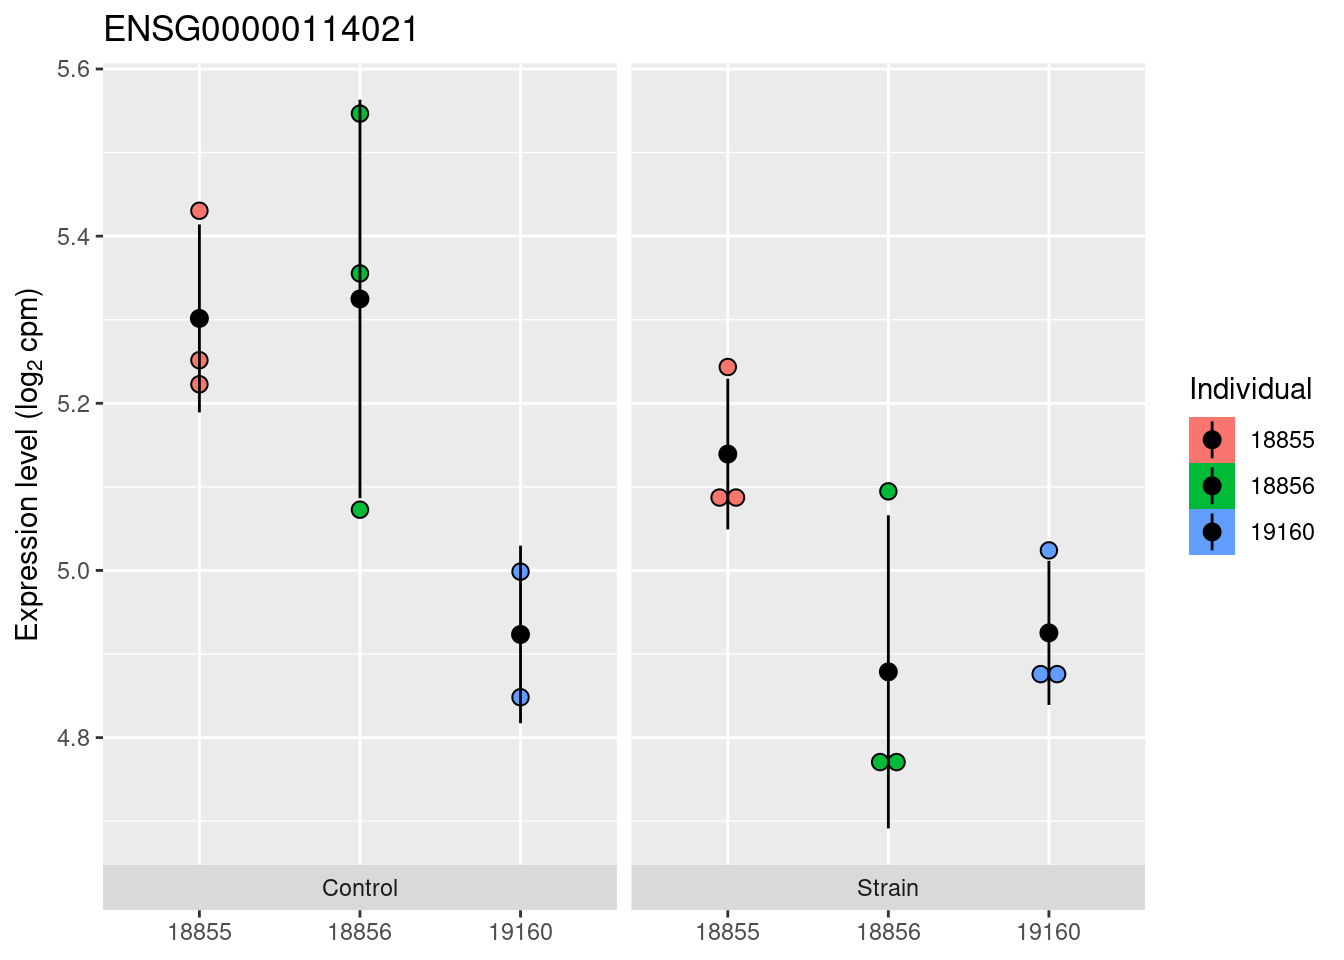 ENSG00000114021
Expression level (log₂ cpm)
5.6
5.4
5.2
5.0
4.8
Control
Strain
18855
18856
19160
18855
18856
19160
Individual
18855
18856
19160